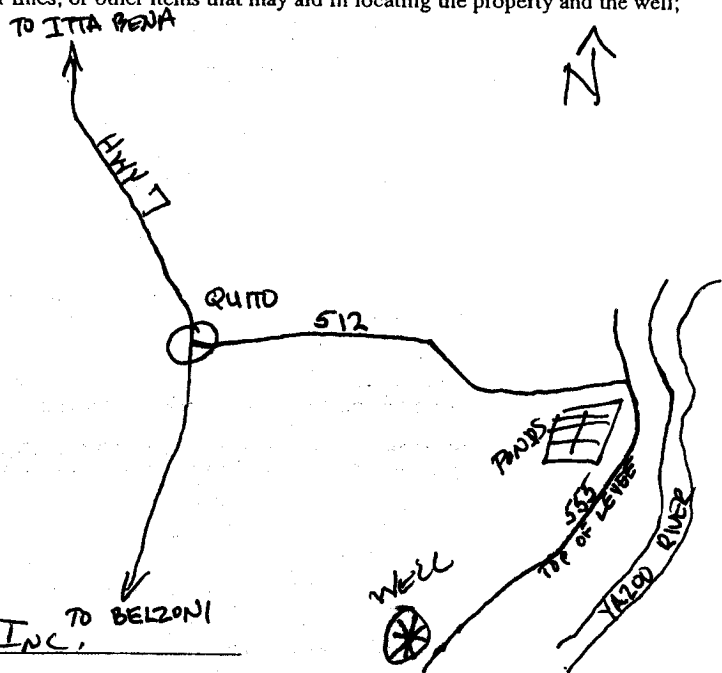 lines, or other items that may aid in locating the property and the well;
TO ITTA BENA
N
HWY 7
QUITO
512
PONDS
553
TOP OF LEVEE
YAZOO RIVER
WELL
TO BELZONI
INC.